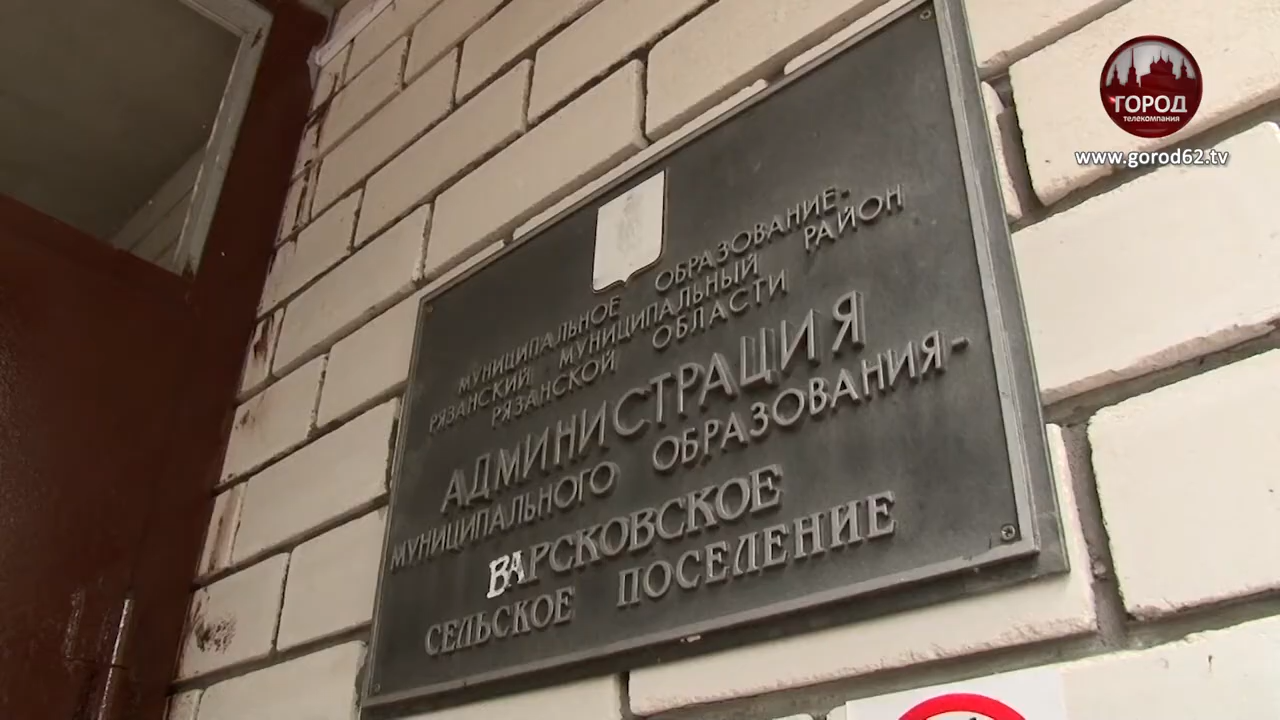 ГОРОД
ТЕЛЕКОМПАНИЯ
www.gorod62.tv
МУНИЦИПАЛЬНОЕ ОБРАЗОВАНИЕ-
РЯЗАНСКИЙ МУНИЦИПАЛЬНЫЙ РАЙОН
РЯЗАНСКОЙ ОБЛАСТИ
АДМИНИСТРАЦИЯ
МУНИЦИПАЛЬНОГО ОБРАЗОВАНИЯ-
ВАРСКОВСКОЕ
СЕЛЬСКОЕ ПОСЕЛЕНИЕ